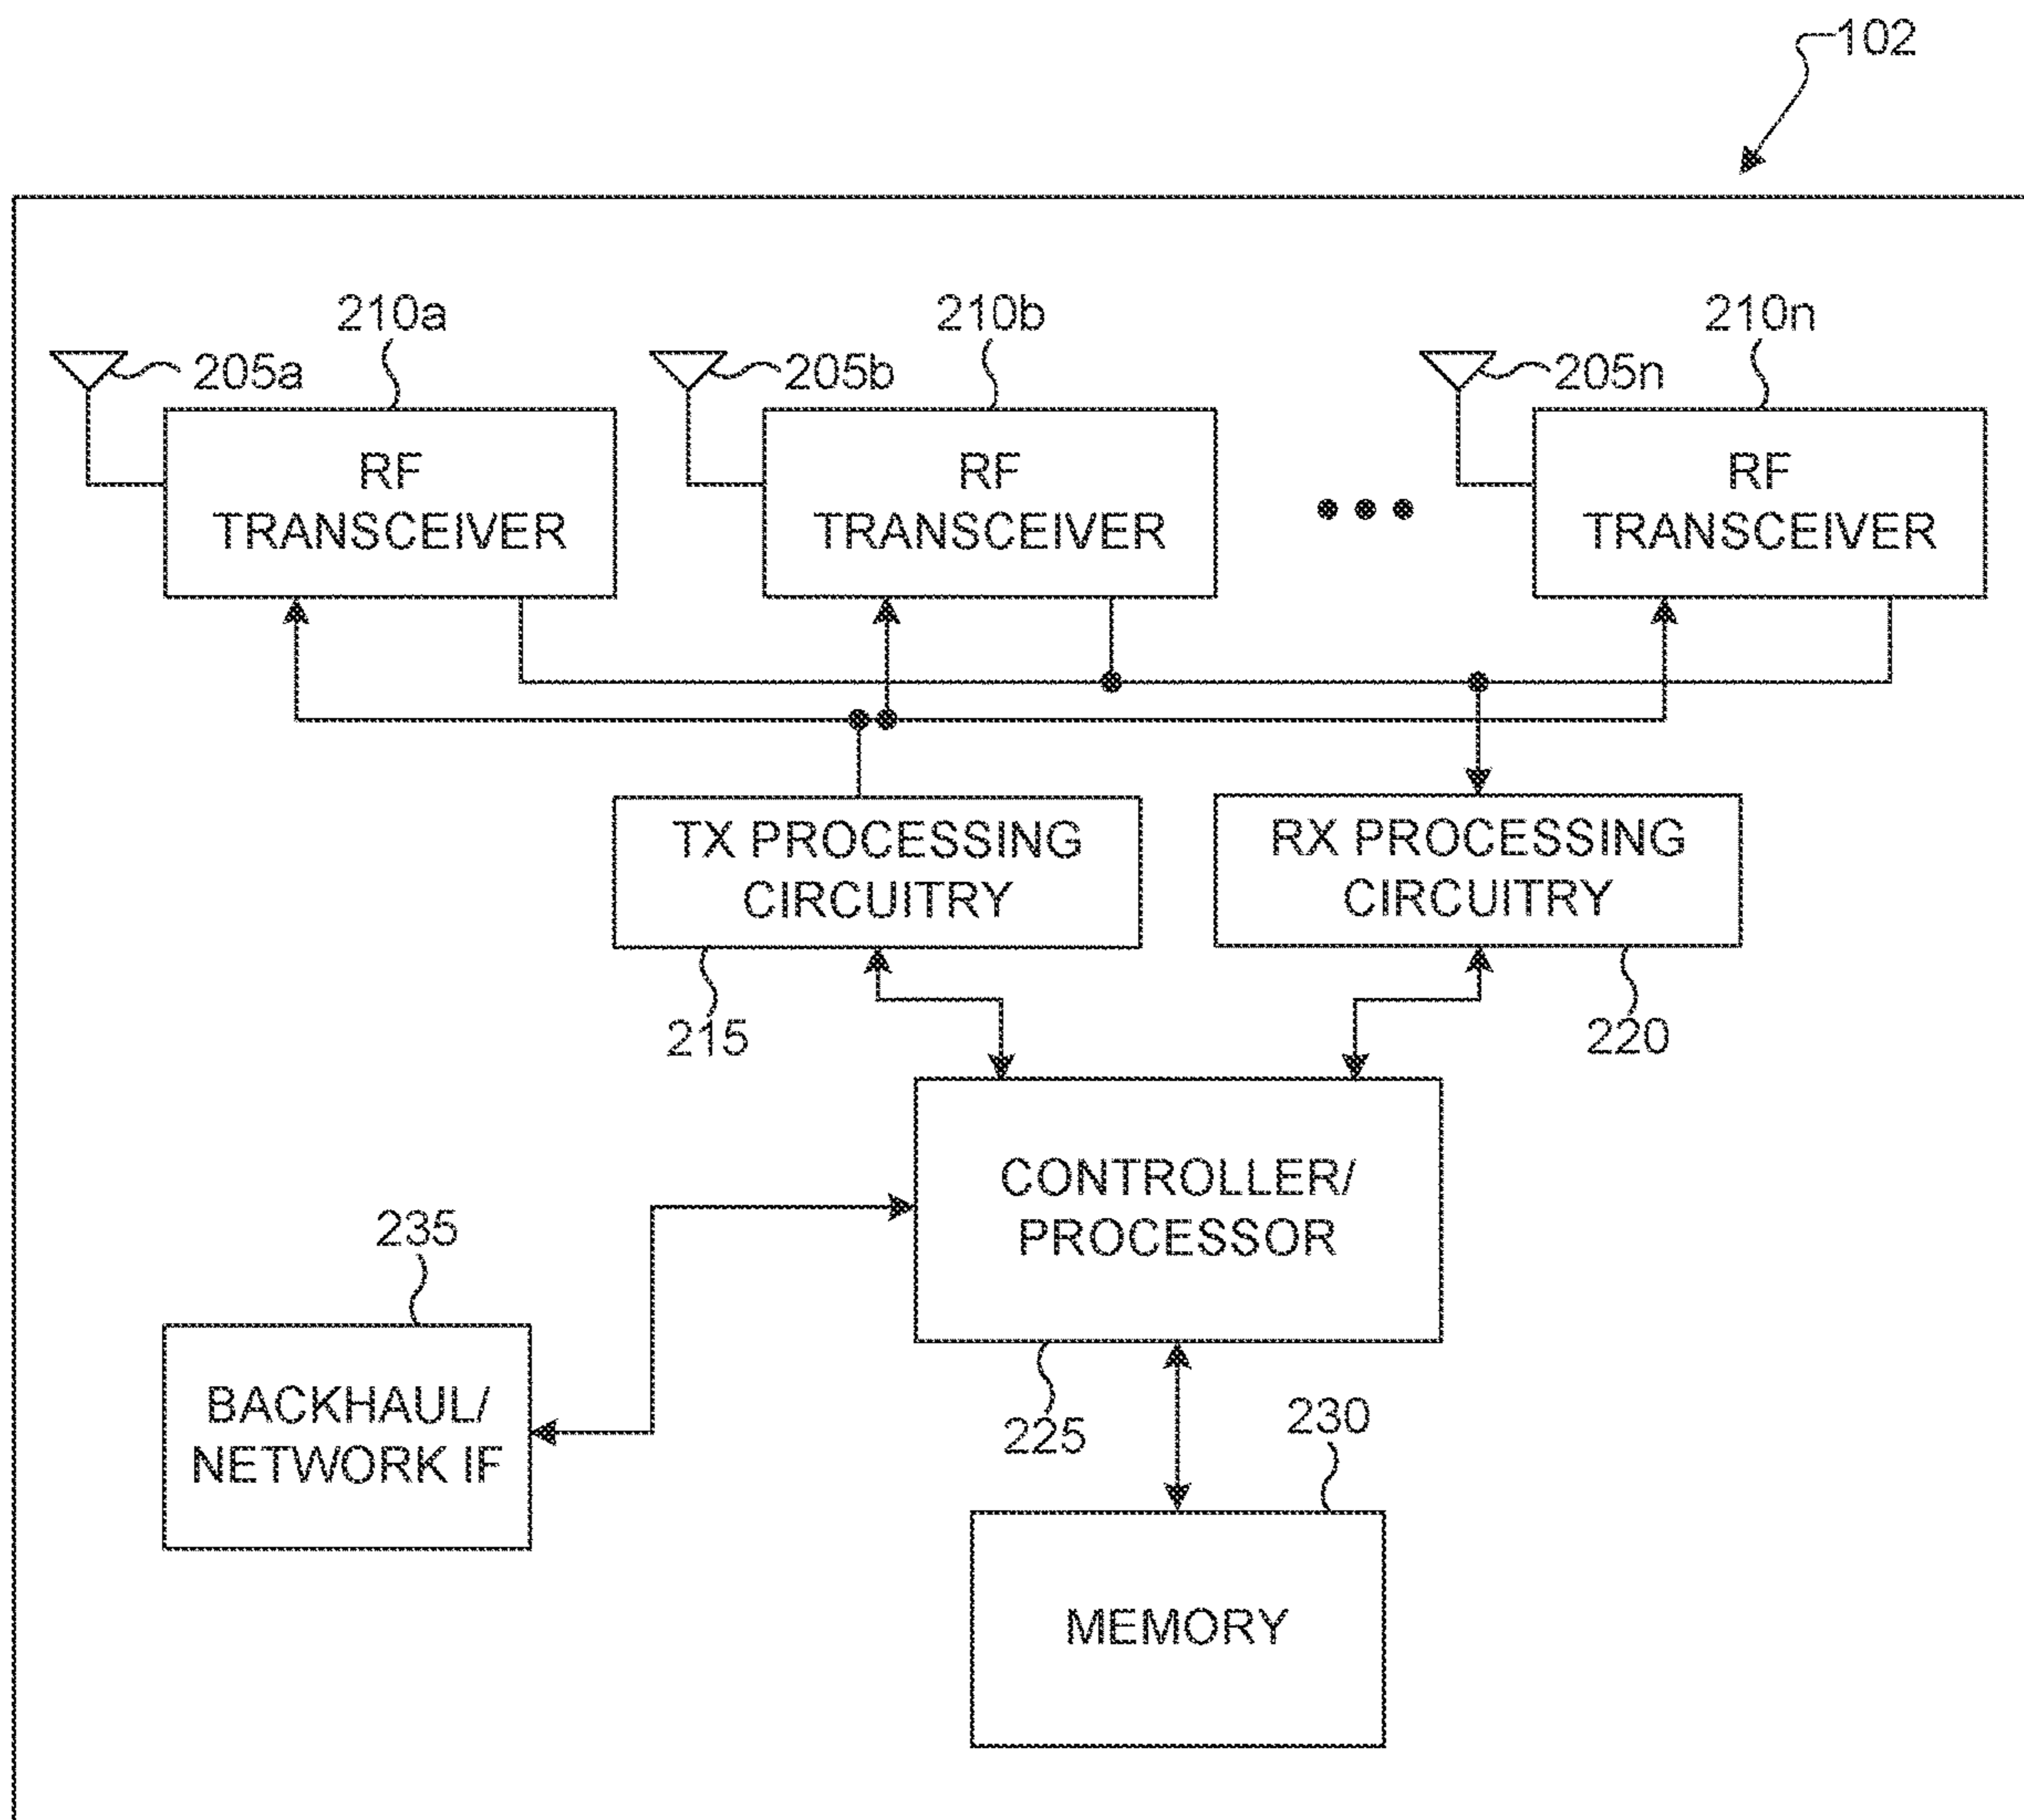 102
210a
210b
210n
205a
205b
205n
RF
TRANSCEIVER
RF
TRANSCEIVER
RF
TRANSCEIVER
TX PROCESSING
CIRCUITRY
RX PROCESSING
CIRCUITRY
215
220
CONTROLLER/
PROCESSOR
235
BACKHAUL/
NETWORK IF
225
230
MEMORY